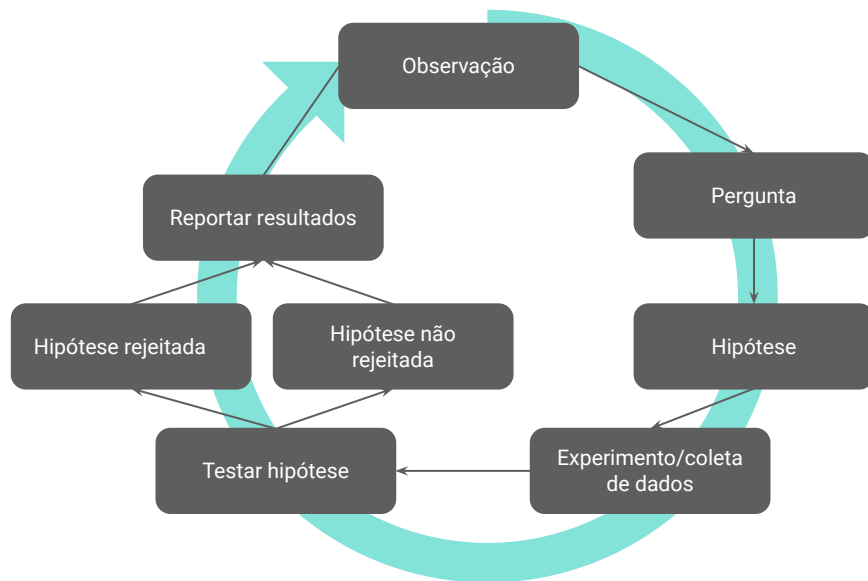 Observação
Pergunta
Reportar resultados
Hipótese rejeitada
Hipótese não
rejeitada
Hipótese
Testar hipótese
Experimento/coleta
de dados